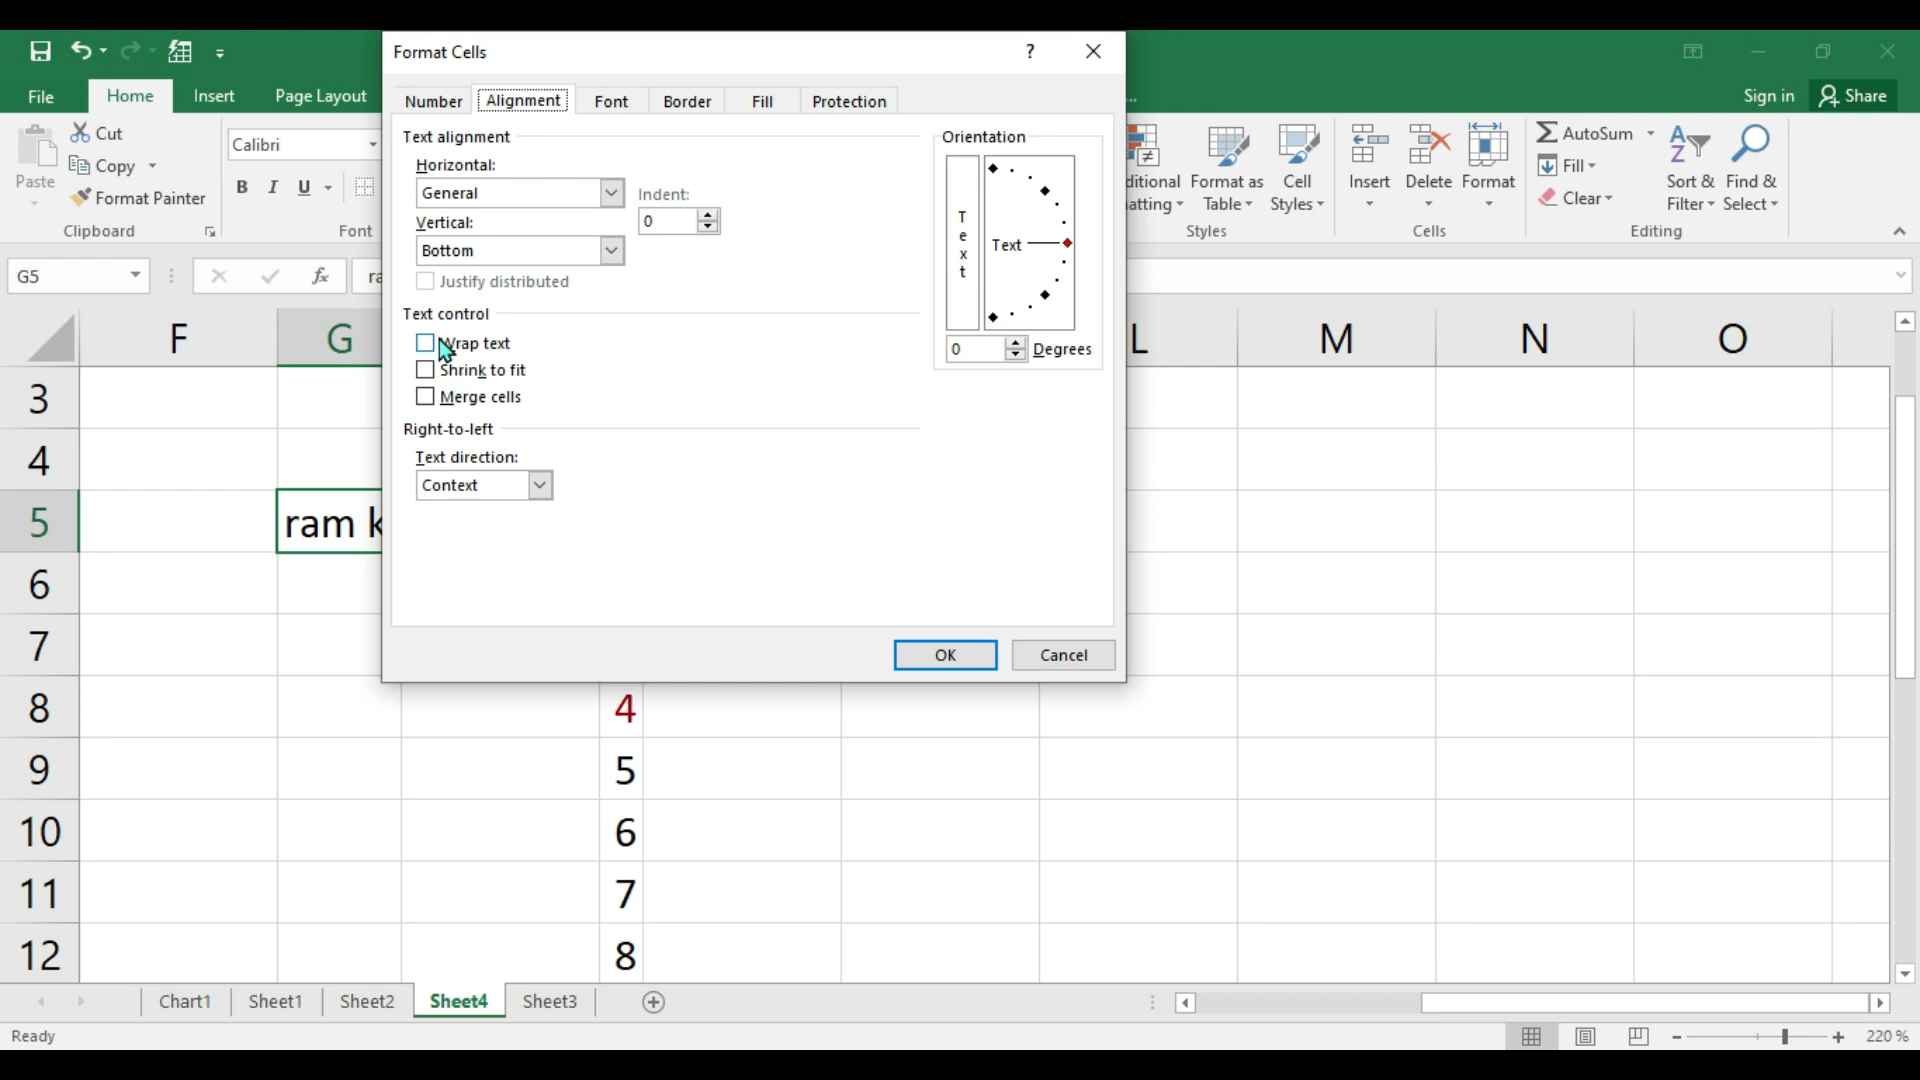 Format Cells ?
File Home Insert Page Layout Sign in Share
Number Alignment Font Border Fill Protection
Cut
Copy
Format Painter
Paste
Clipboard
Calibri
B I U
Font
Text alignment
Horizontal:
General
Indent:
0
Vertical:
Bottom
Justify distributed
Text control
Wrap text
Shrink to fit
Merge cells
Right-to-left
Text direction:
Context
Orientation
Text
Text
0 Degrees
OK Cancel
ditional
atting
Format as
Table
Cell
Styles
Styles
Insert Delete Format
Cells
AutoSum
Fill
Clear
Sort &
Filter
Find &
Select
Editing
G5 fx ra
F G L M N O
3
4
5 ram k
6
7
8 4
9 5
10 6
11 7
12 8
Chart1 Sheet1 Sheet2 Sheet4 Sheet3
Ready 220 %